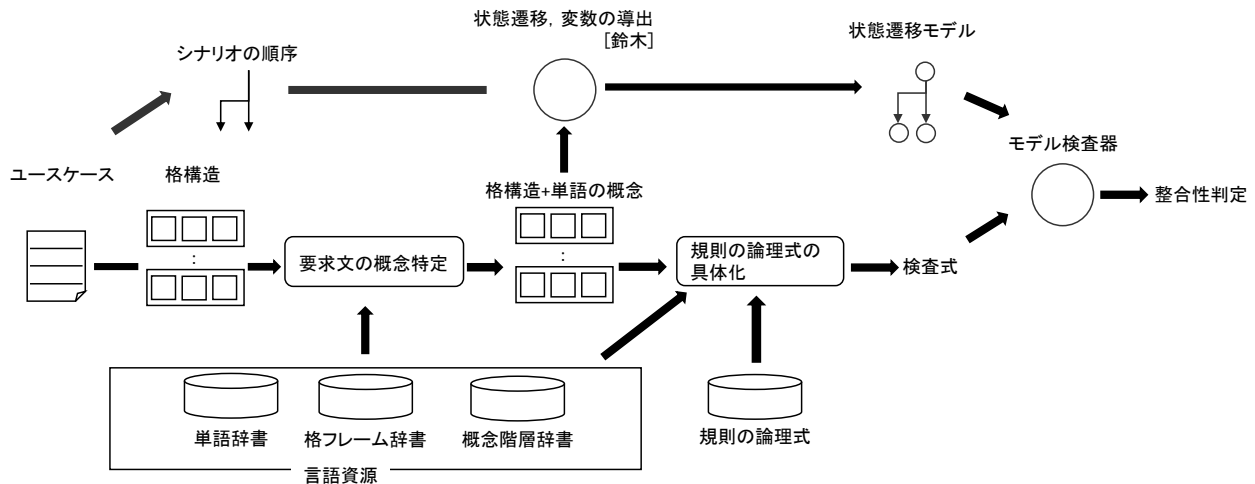 状態遷移, 変数の導出
[鈴木]
状態遷移モデル
シナリオの順序
モデル検査器
ユースケース
格構造
格構造+単語の概念
整合性判定
:
:
要求文の概念特定
規則の論理式の
具体化
検査式
単語辞書
格フレーム辞書
概念階層辞書
規則の論理式
言語資源